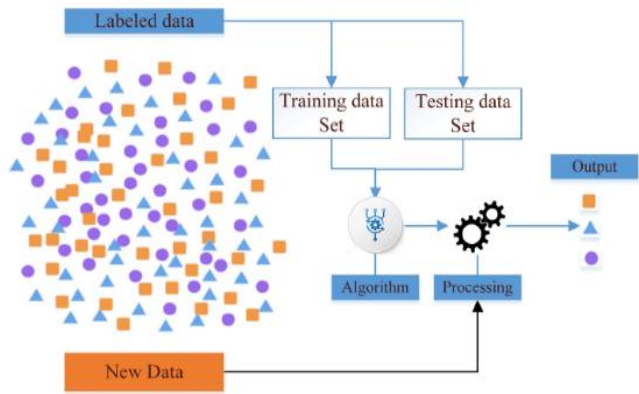 Labeled data
Training data
Set
Testing data
Set
Output
Algorithm
Processing
New Data